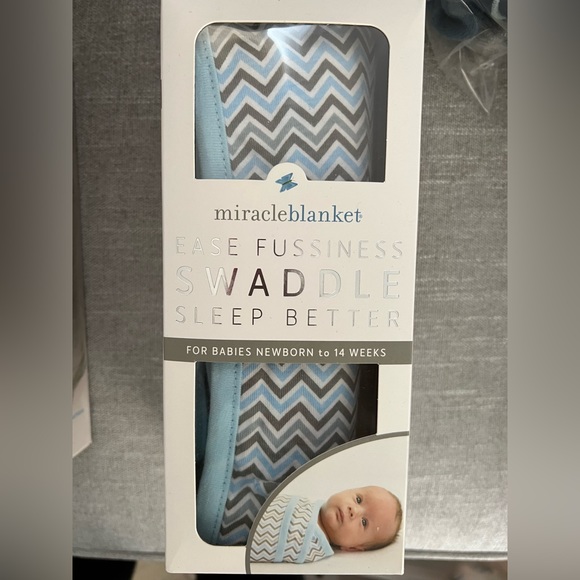 miracleblanket®
EASE FUSSINESS
SWADDLE
SLEEP BETTER
FOR BABIES NEWBORN to 14 WEEKS